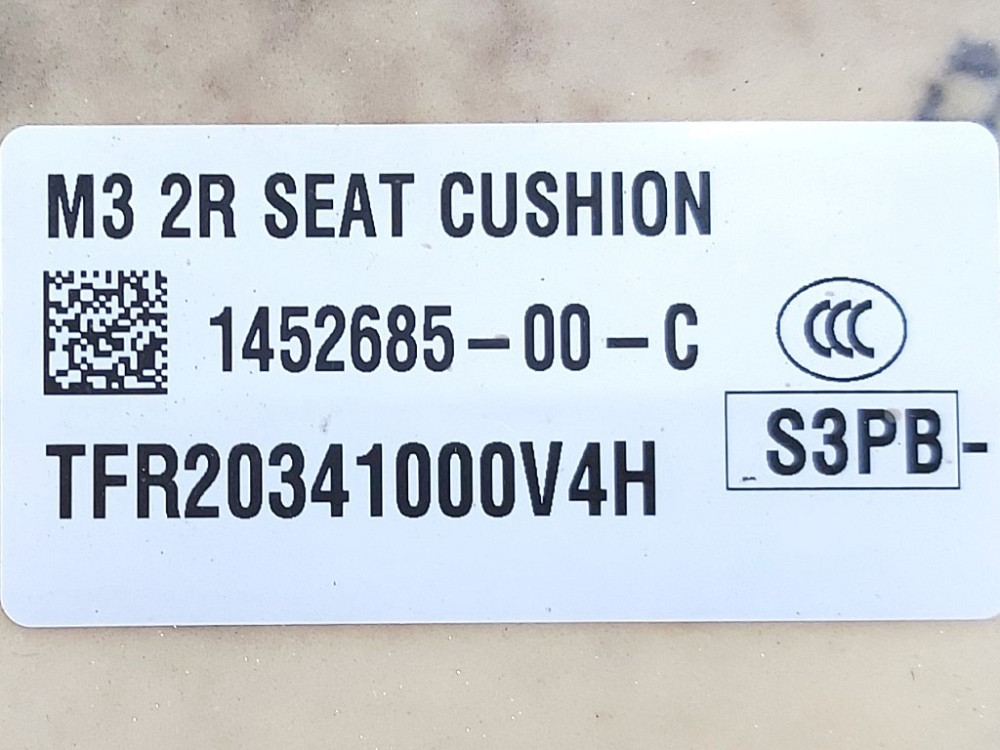 M3 2R SEAT CUSHION
1452685-00-C
CCC
S3PB-
TFR20341000V4H